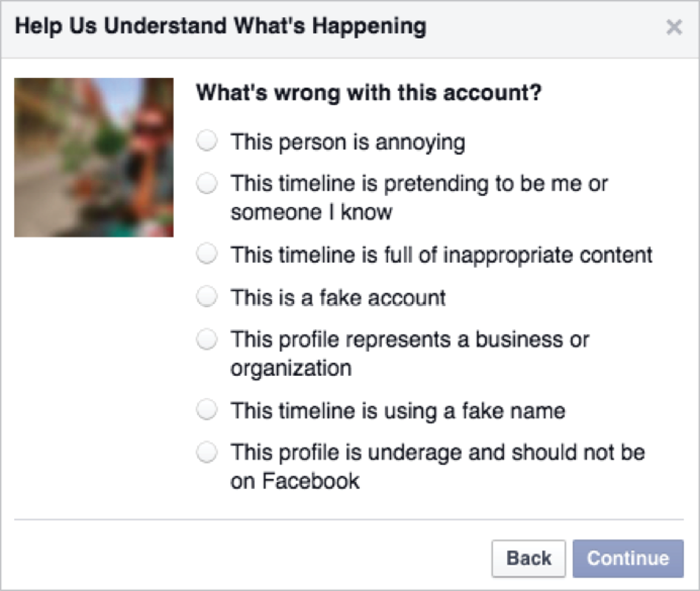 Help Us Understand What's Happening
What's wrong with this account?
This person is annoying
This timeline is pretending to be me or
someone I know
This timeline is full of inappropriate content
This is a fake account
This profile represents a business or
organization
This timeline is using a fake name
This profile is underage and should not be
on Facebook
Back
Continue